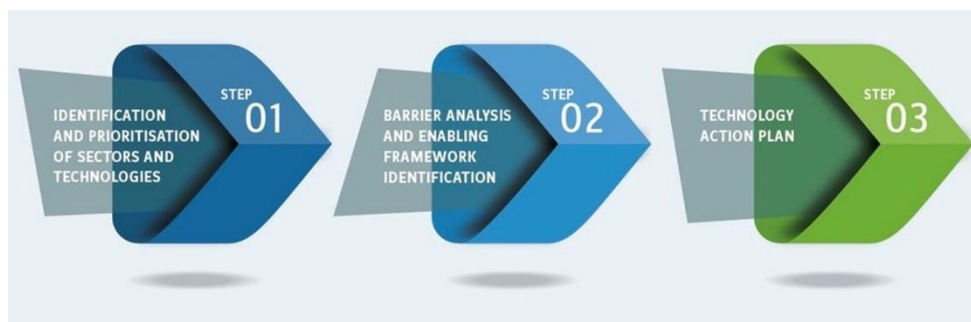 STEP
01
IDENTIFICATION
AND PRIORITISATION
OF SECTORS AND
TECHNOLOGIES
STEP
02
BARRIER ANALYSIS
AND ENABLING
FRAMEWORK
IDENTIFICATION
STEP
03
TECHNOLOGY
ACTION PLAN